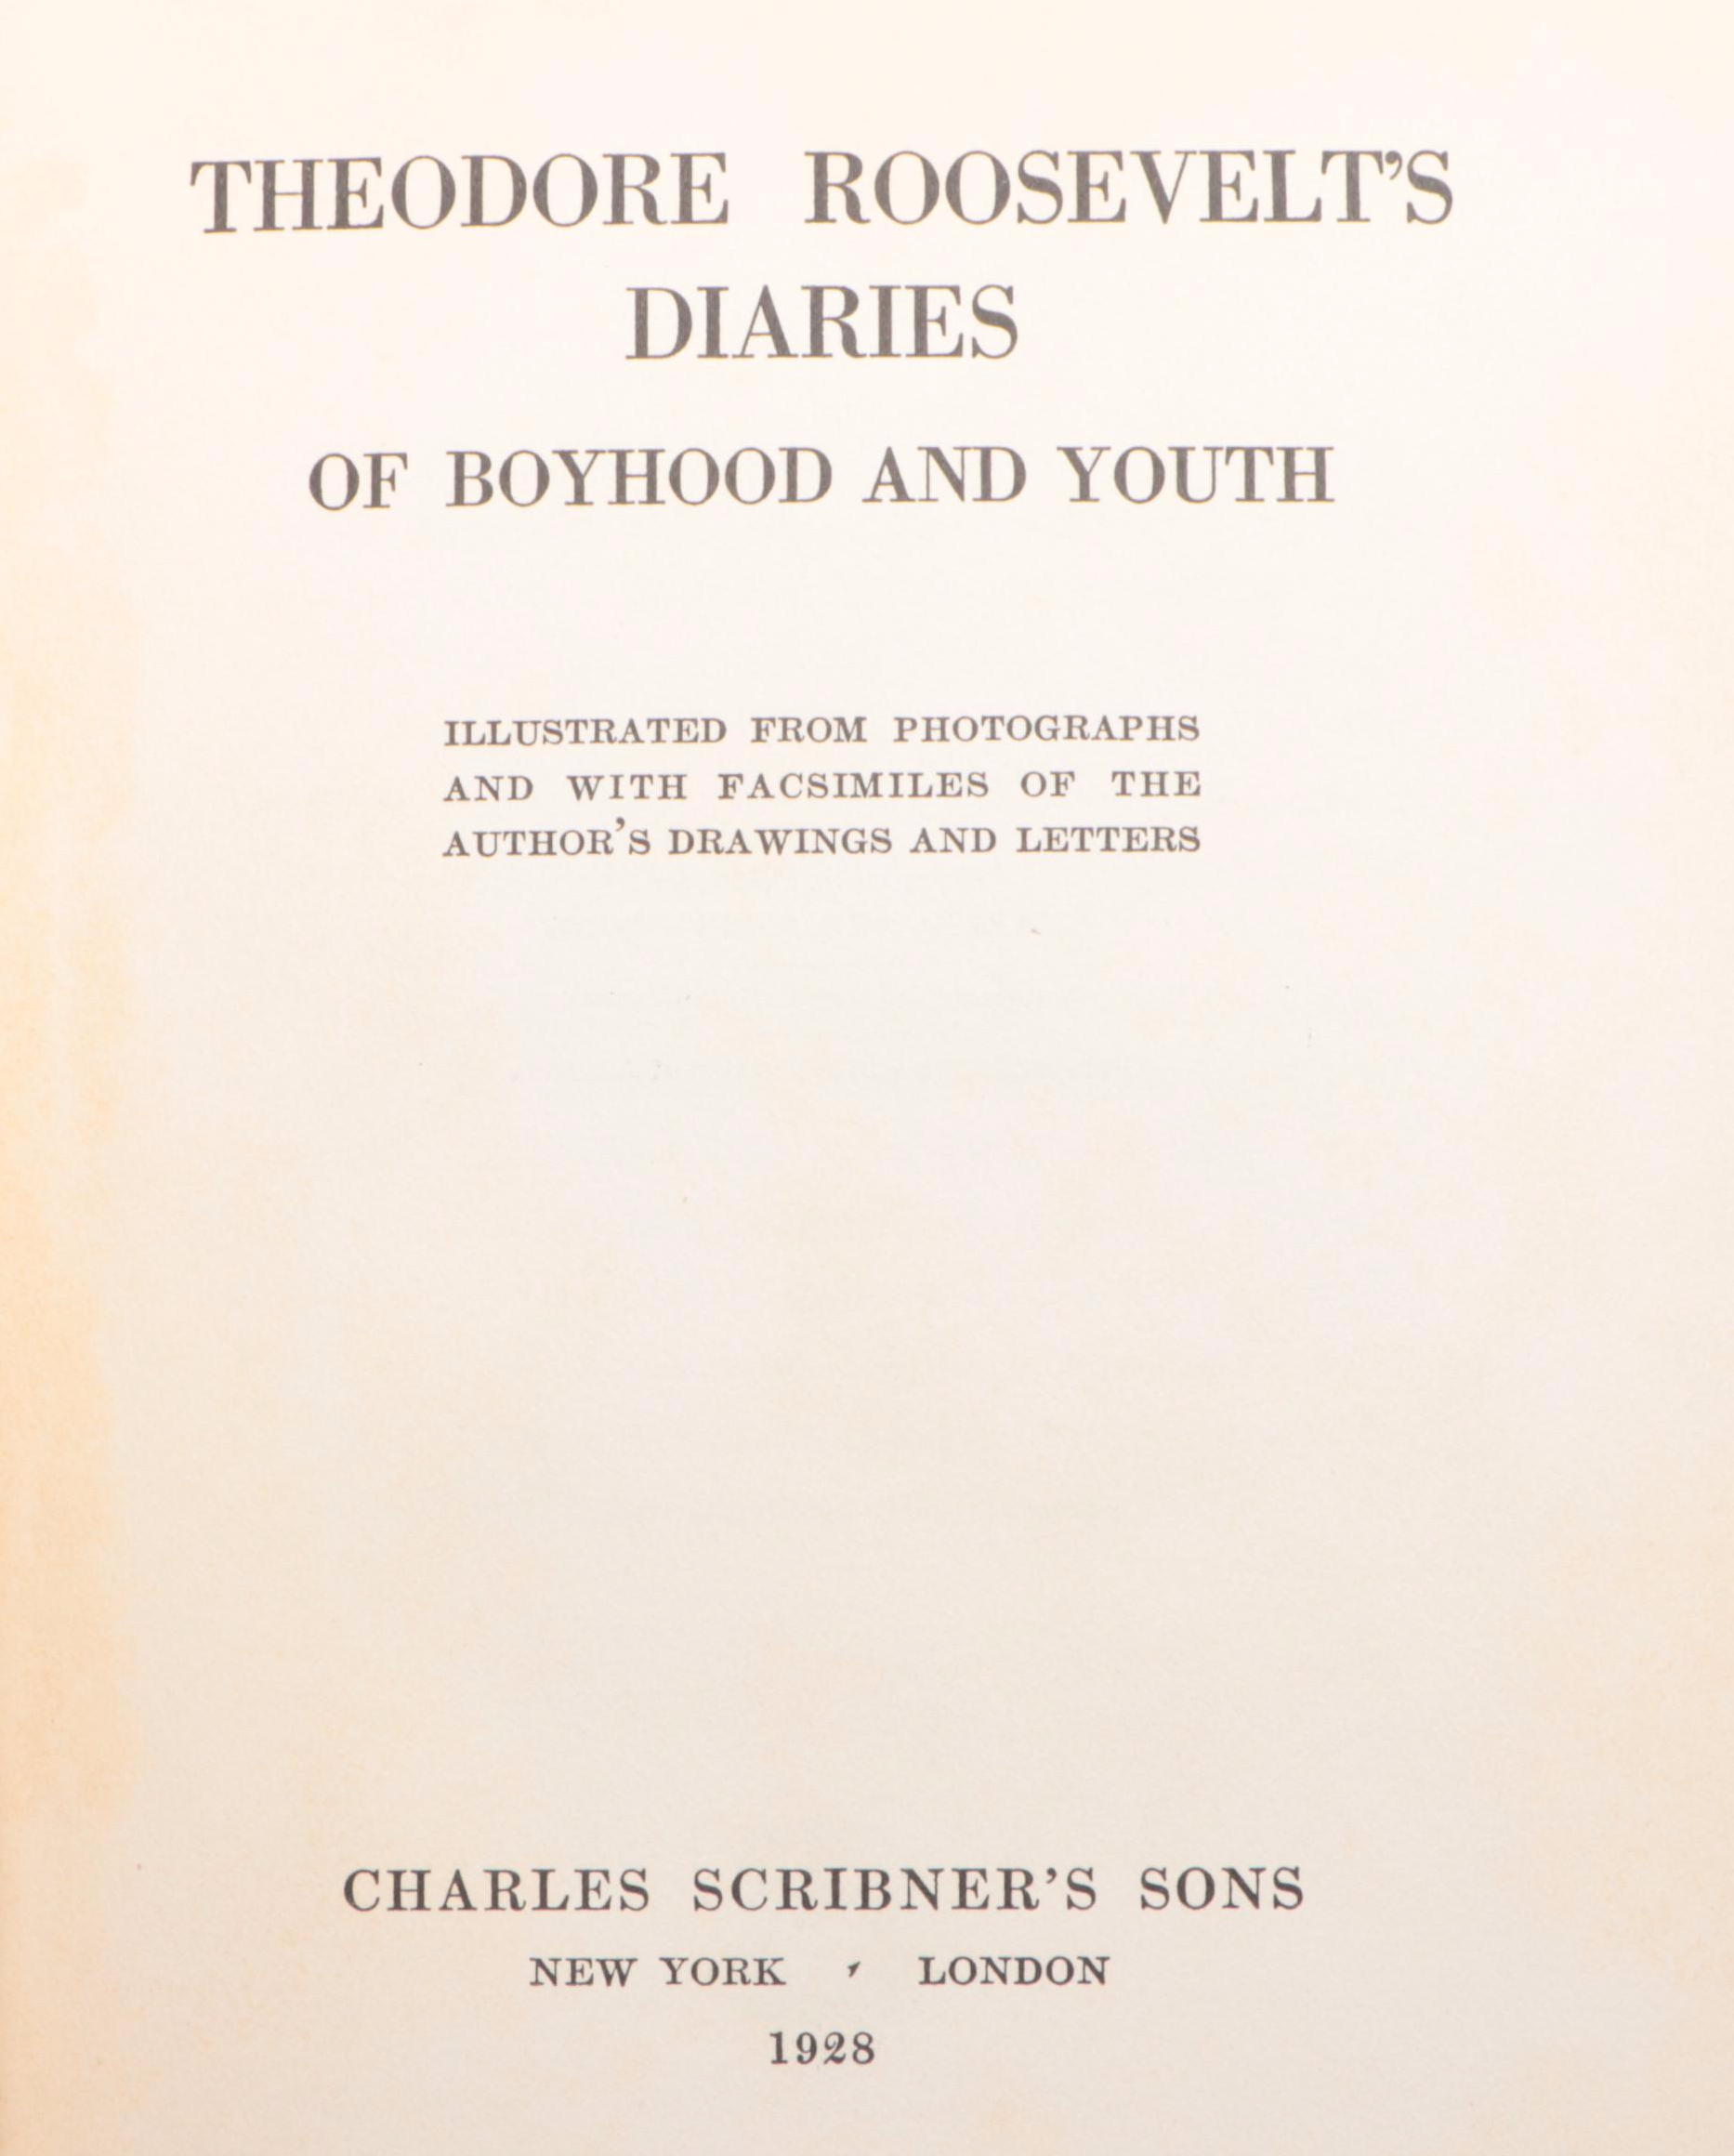 THEODORE ROOSEVELT'S
DIARIES
OF BOYHOOD AND YOUTH
ILLUSTRATED FROM PHOTOGRAPHS
AND WITH FACSIMILES OF THE
AUTHOR'S DRAWINGS AND LETTERS
CHARLES SCRIBNER'S SONS
NEW YORK ‚ LONDON
1928